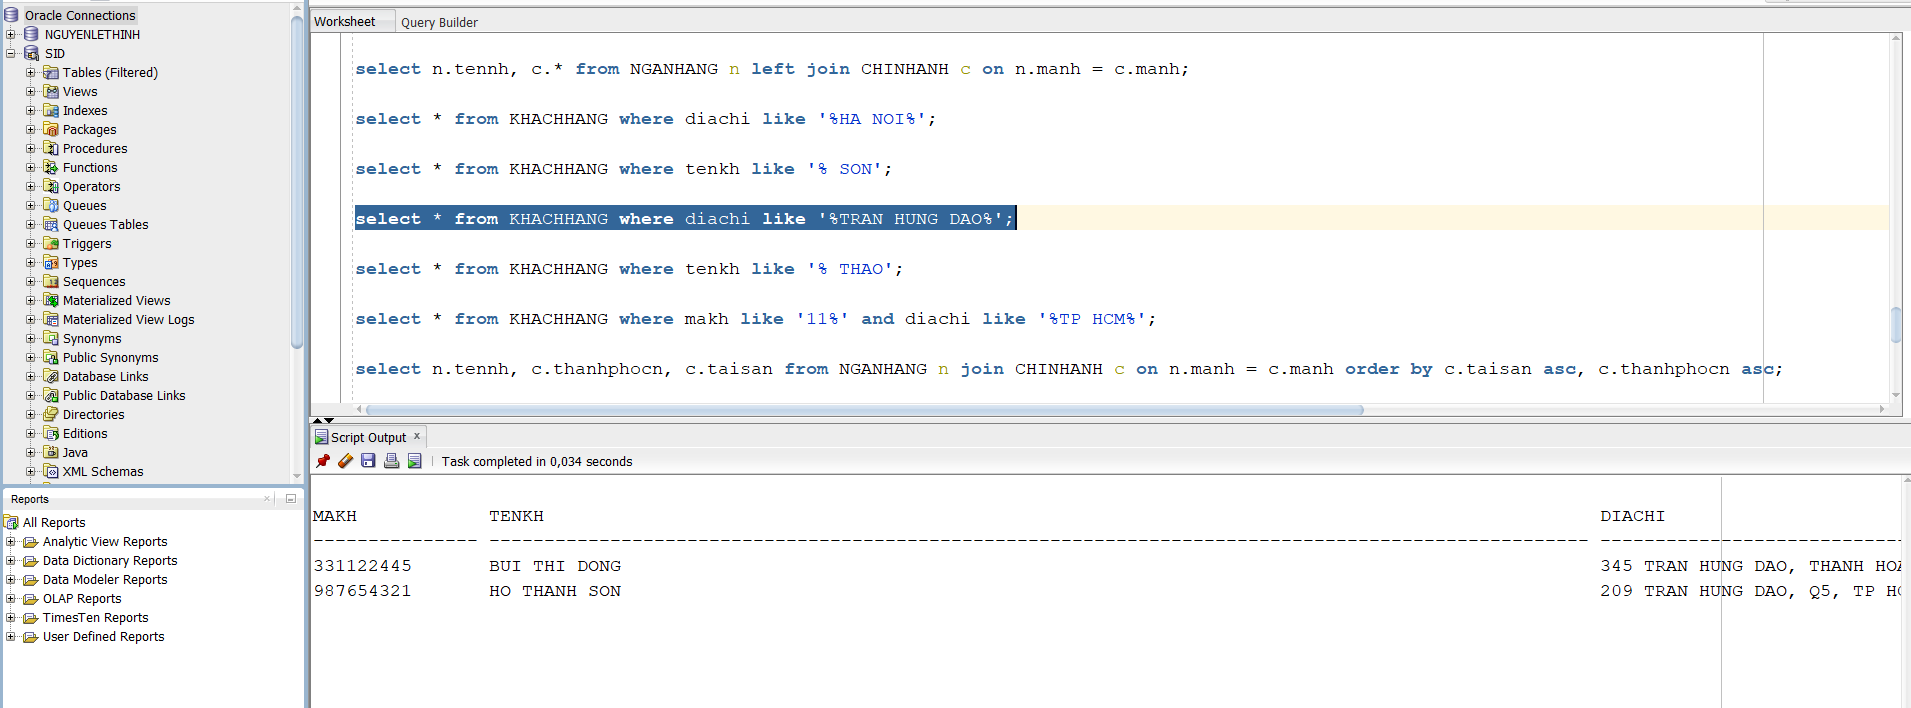 Oracle Connections
NGUYENLETHINH
SID
Tables (Filtered)
Views
Indexes
Packages
Procedures
Functions
Operators
Queues
Queues Tables
Triggers
Types
Sequences
Materialized Views
Materialized View Logs
Synonyms
Public Synonyms
Database Links
Public Database Links
Directories
Editions
Java
XML Schemas
Reports
All Reports
Analytic View Reports
Data Dictionary Reports
Data Modeler Reports
OLAP Reports
TimesTen Reports
User Defined Reports
Worksheet Query Builder
select n.tennh, c.* from NGANHANG n left join CHINHANH c on n.manh = c.manh;
select * from KHACHHANG where diachi like '%HA NOI%';
select * from KHACHHANG where tenkh like '% SON';
select * from KHACHHANG where diachi like '%TRAN HUNG DAO%';
select * from KHACHHANG where tenkh like '% THAO';
select * from KHACHHANG where makh like '11%' and diachi like '%TP HCM%';
select n.tennh, c.thanhphocn, c.taisan from NGANHANG n join CHINHANH c on n.manh = c.manh order by c.taisan asc, c.thanhphocn asc;
Script Output x
Task completed in 0,034 seconds
MAKH TENKH DIACHI
--------------- ---------------------------------------------------------------------------------------------------- ----------------------------
331122445 BUI THI DONG 345 TRAN HUNG DAO, THANH HOA
987654321 HO THANH SON 209 TRAN HUNG DAO, Q5, TP HC